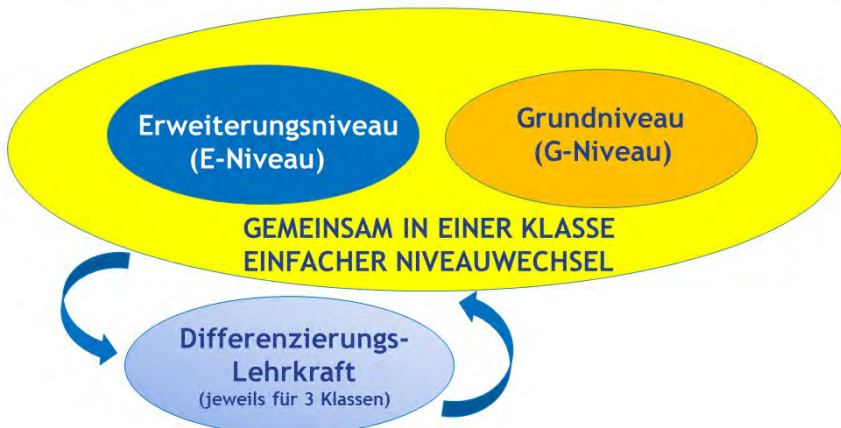 Erweiterungsniveau
(E-Niveau)
Grundniveau
(G-Niveau)
GEMEINSAM IN EINER KLASSE
EINFACHER NIVEAUWECHSEL
Differenzierungs-
Lehrkraft
(jeweils für 3 Klassen)